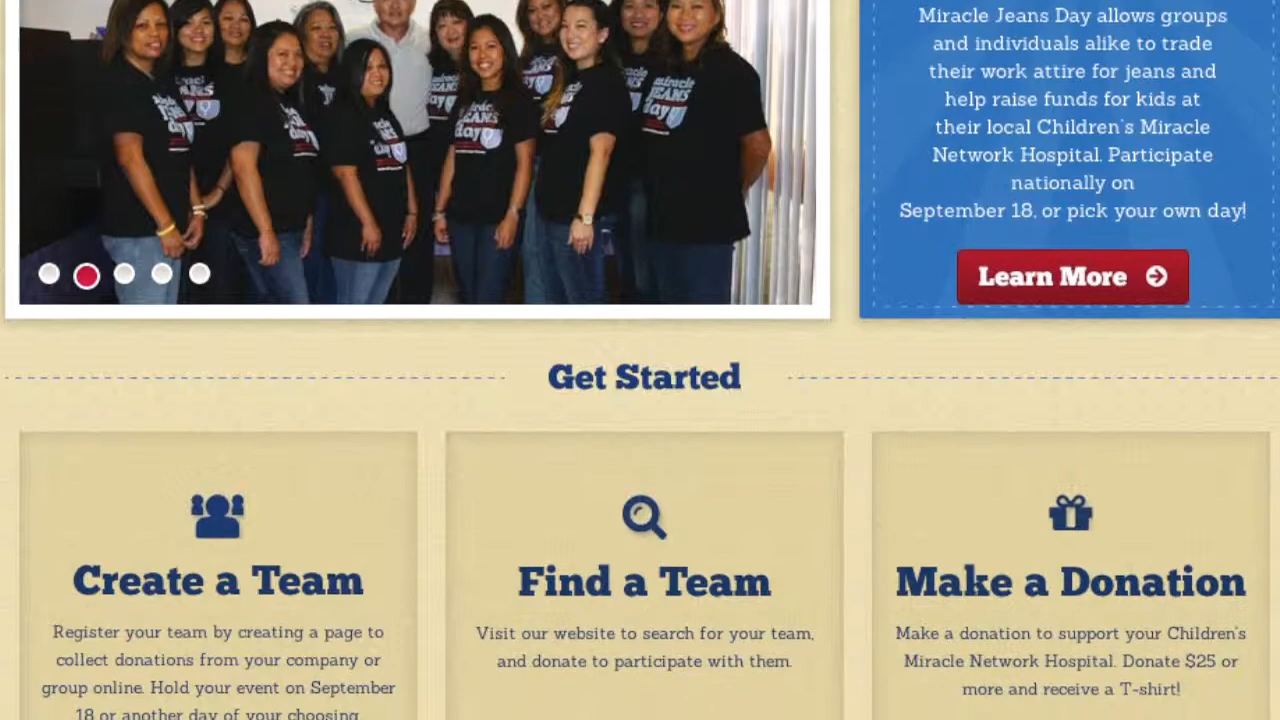 Miracle Jeans Day allows groups
and individuals alike to trade
their work attire for jeans and
help raise funds for kids at
their local Children's Miracle
Network Hospital. Participate
nationally on
September 18, or pick your own day!
Learn More
miracle
JEANS
day
Get Started
Create a Team
Register your team by creating a page to
collect donations from your company or
group online. Hold your event on September
18 or another day of your choosing.
Find a Team
Visit our website to search for your team,
and donate to participate with them.
Make a Donation
Make a donation to support your Children's
Miracle Network Hospital. Donate $25 or
more and receive a T-shirt!